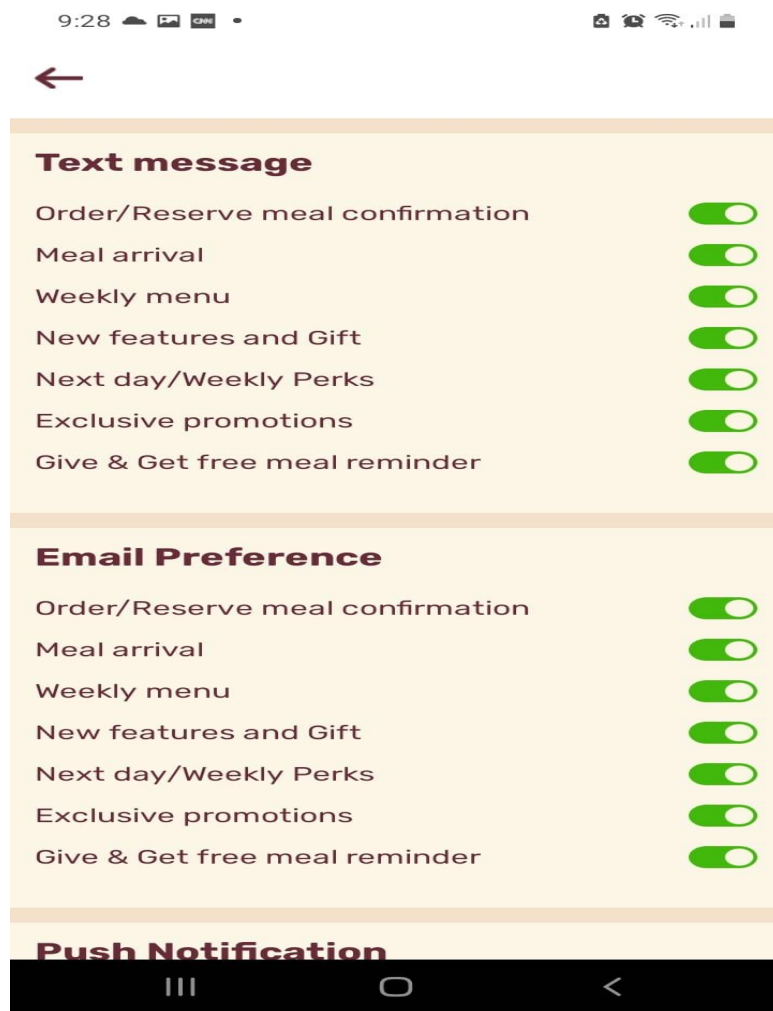 9:28 CNN
Text message
Order/Reserve meal confirmation
Meal arrival
Weekly menu
New features and Gift
Next day/Weekly Perks
Exclusive promotions
Give & Get free meal reminder
Email Preference
Order/Reserve meal confirmation
Meal arrival
Weekly menu
New features and Gift
Next day/Weekly Perks
Exclusive promotions
Give & Get free meal reminder
Push Notification